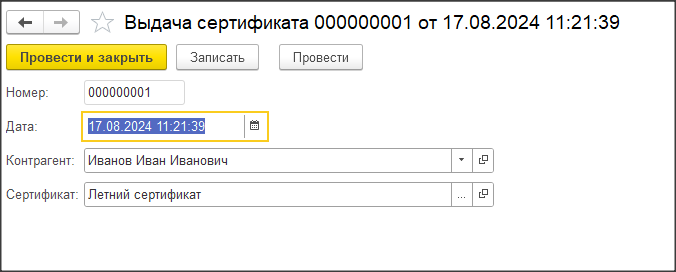 Выдача сертификата 000000001 от 17.08.2024 11:21:39
Провести и закрыть Записать Провести
Номер: 000000001
Дата: 17.08.2024 11:21:39
Контрагент: Иванов Иван Иванович
Сертификат: Летний сертификат ...